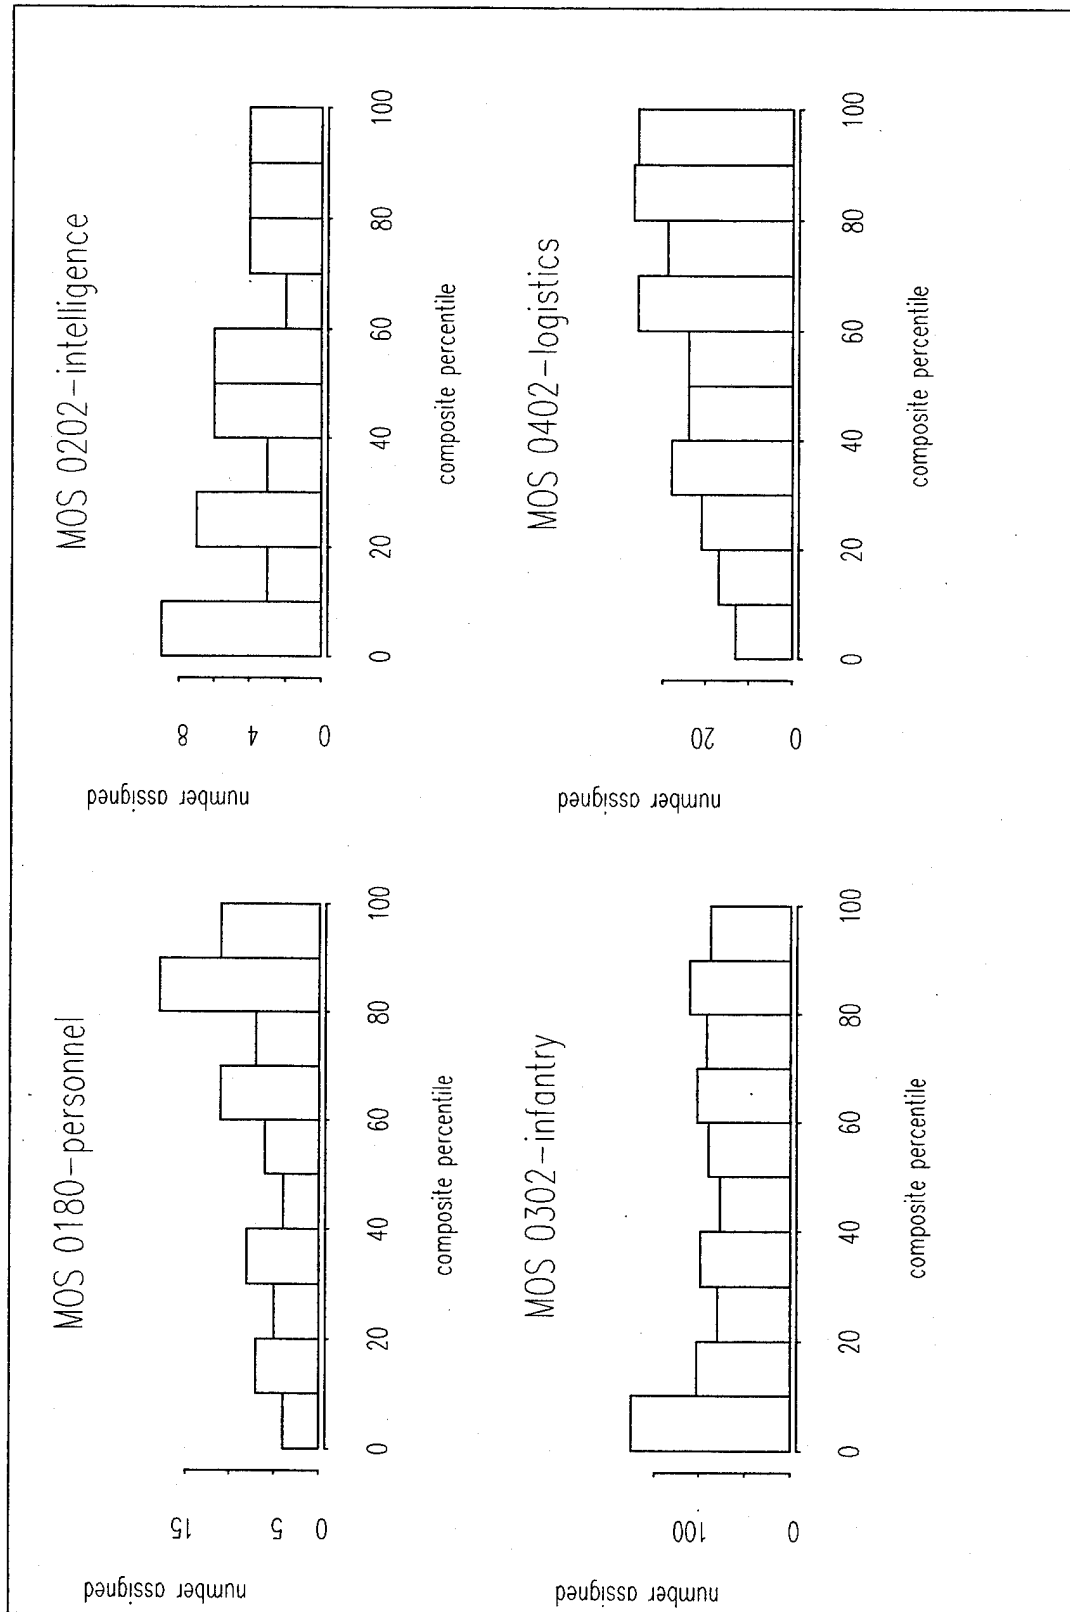 MOS 0180-personnel
number assigned
15
5
0
0 20 40 60 80 100
composite percentile
MOS 0202-intelligence
number assigned
8
4
0
0 20 40 60 80 100
composite percentile
MOS 0302-infantry
number assigned
100
0
0 20 40 60 80 100
composite percentile
MOS 0402-logistics
number assigned
20
0
0 20 40 60 80 100
composite percentile